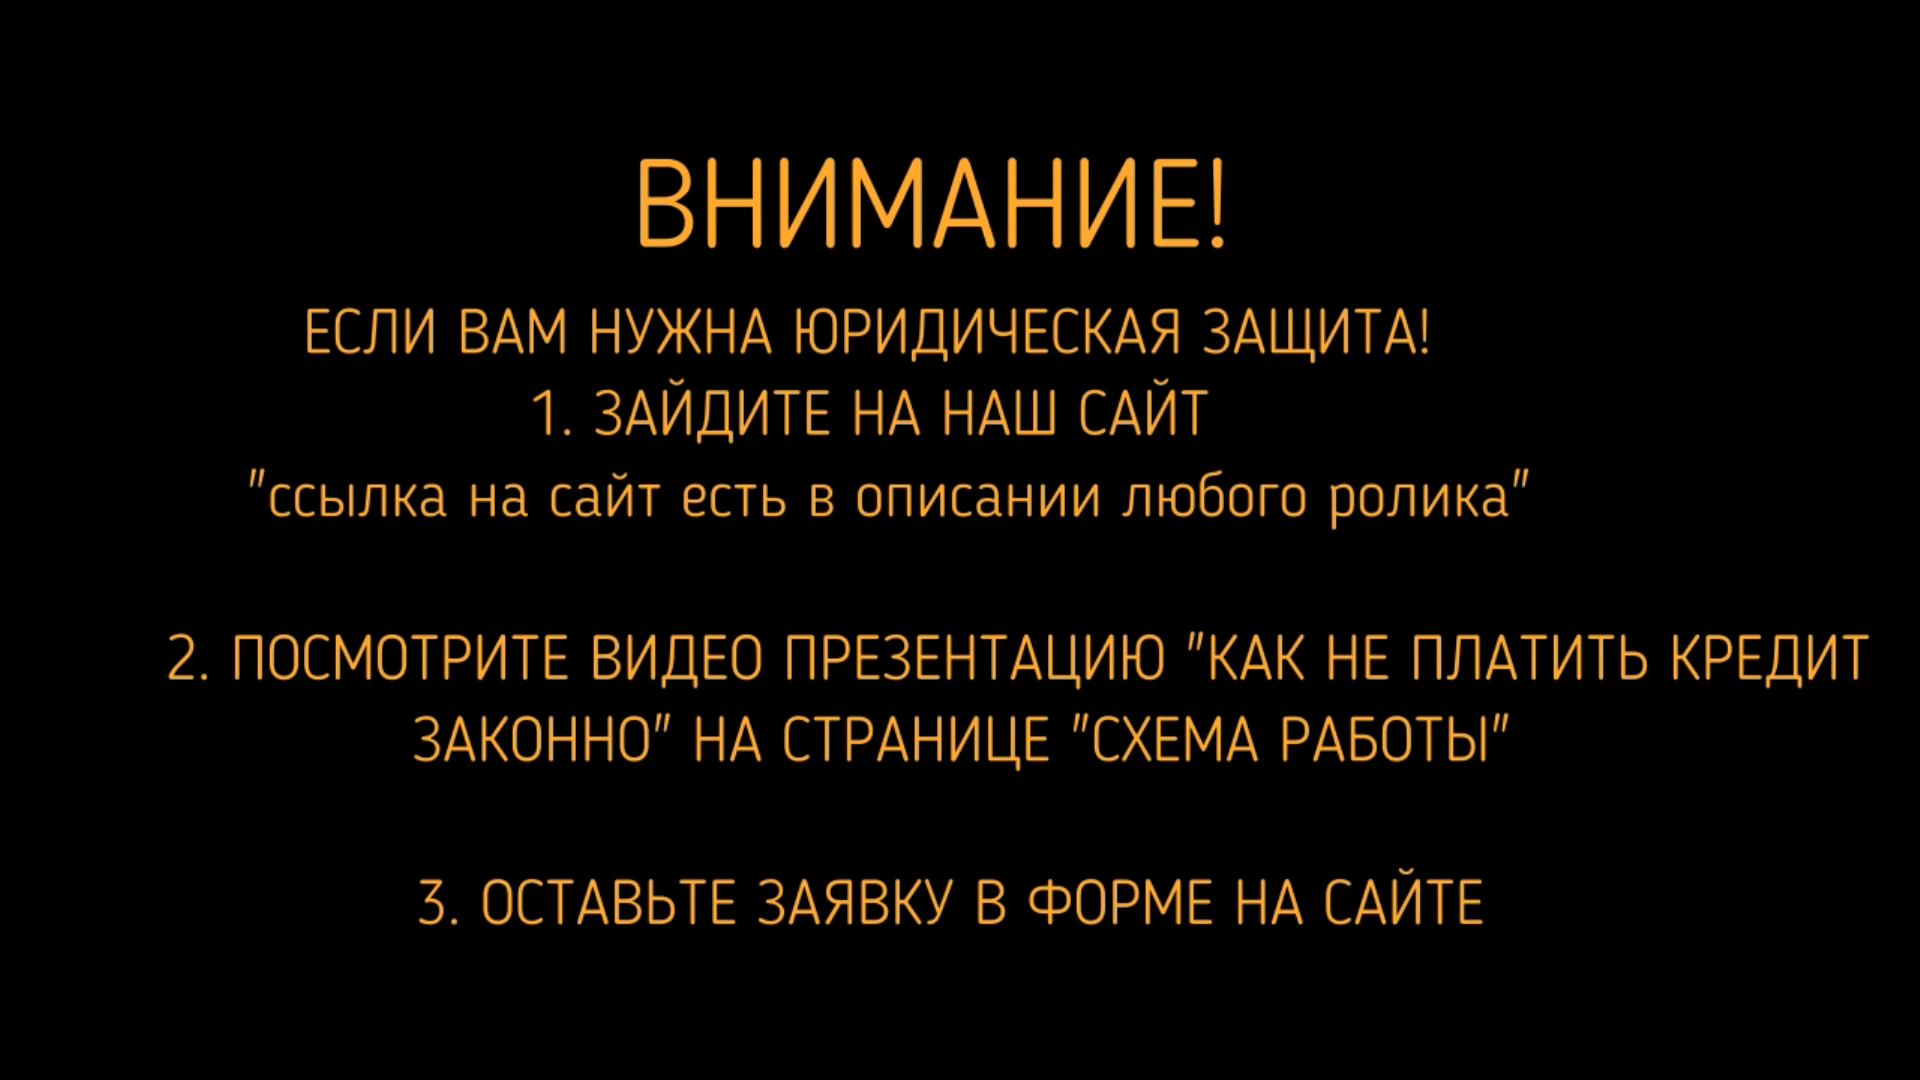 ВНИМАНИЕ!
ЕСЛИ ВАМ НУЖНА ЮРИДИЧЕСКАЯ ЗАЩИТА!
1. ЗАЙДИТЕ НА НАШ САЙТ
"ссылка на сайт есть в описании любого ролика"
2. ПОСМОТРИТЕ ВИДЕО ПРЕЗЕНТАЦИЮ "КАК НЕ ПЛАТИТЬ КРЕДИТ
ЗАКОННО" НА СТРАНИЦЕ "СХЕМА РАБОТЫ"
3. ОСТАВЬТЕ ЗАЯВКУ В ФОРМЕ НА САЙТЕ